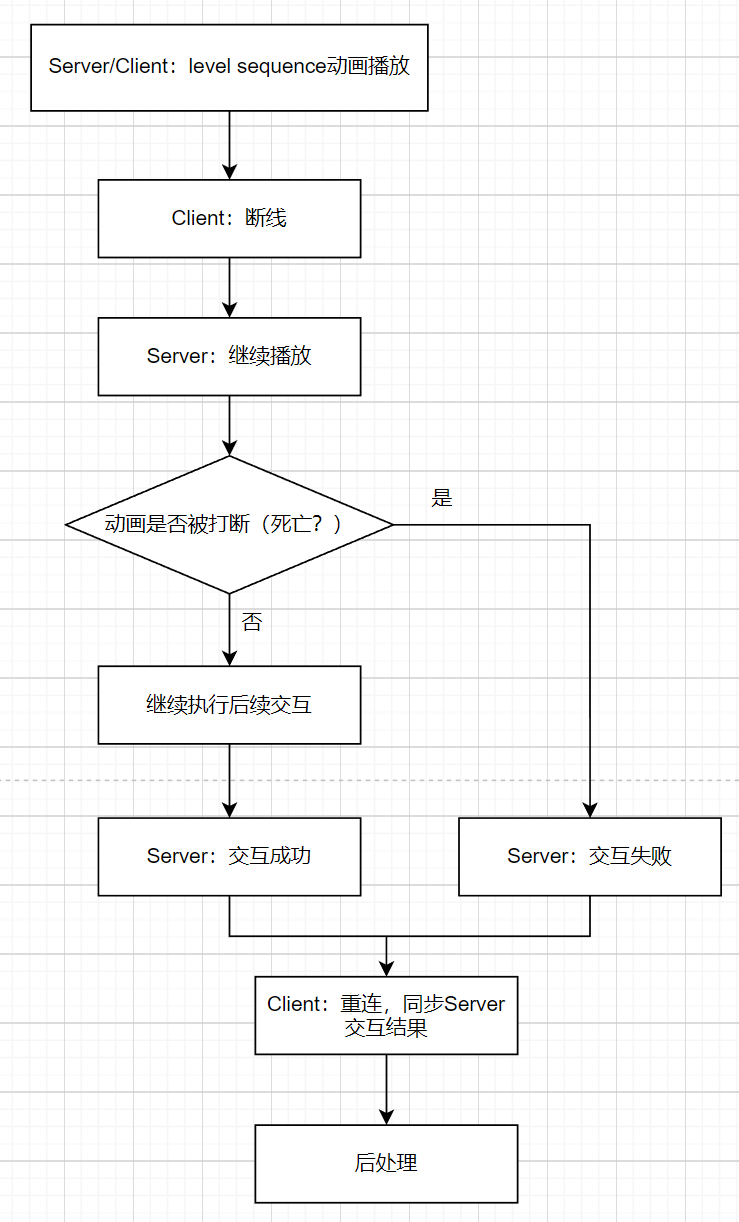 Server/Client：level sequence动画播放
Client：断线
Server：继续播放
动画是否被打断（死亡？）
是
否
继续执行后续交互
Server：交互成功
Server：交互失败
Client：重连，同步Server
交互结果
后处理